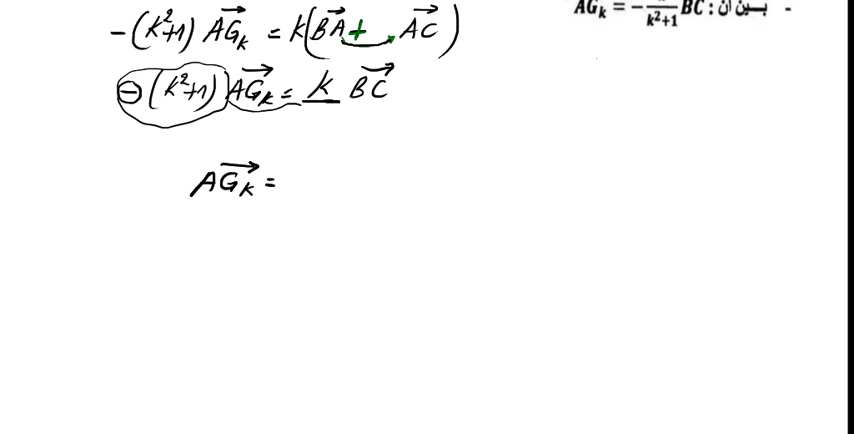 AG_k = - /k²+1 BC : بين أن -
-(k²+1) AG_k = k(BA + AC)
⊖(k²+1) AG_k = k BC
AG_k =